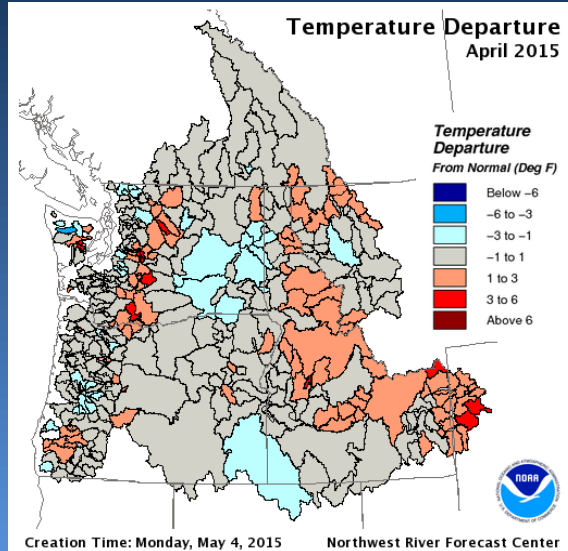 Temperature Departure
April 2015
Temperature
Departure
From Normal (Deg F)
Below −6
−6 to −3
−3 to −1
−1 to 1
1 to 3
3 to 6
Above 6
NOAA
Creation Time: Monday, May 4, 2015 Northwest River Forecast Center